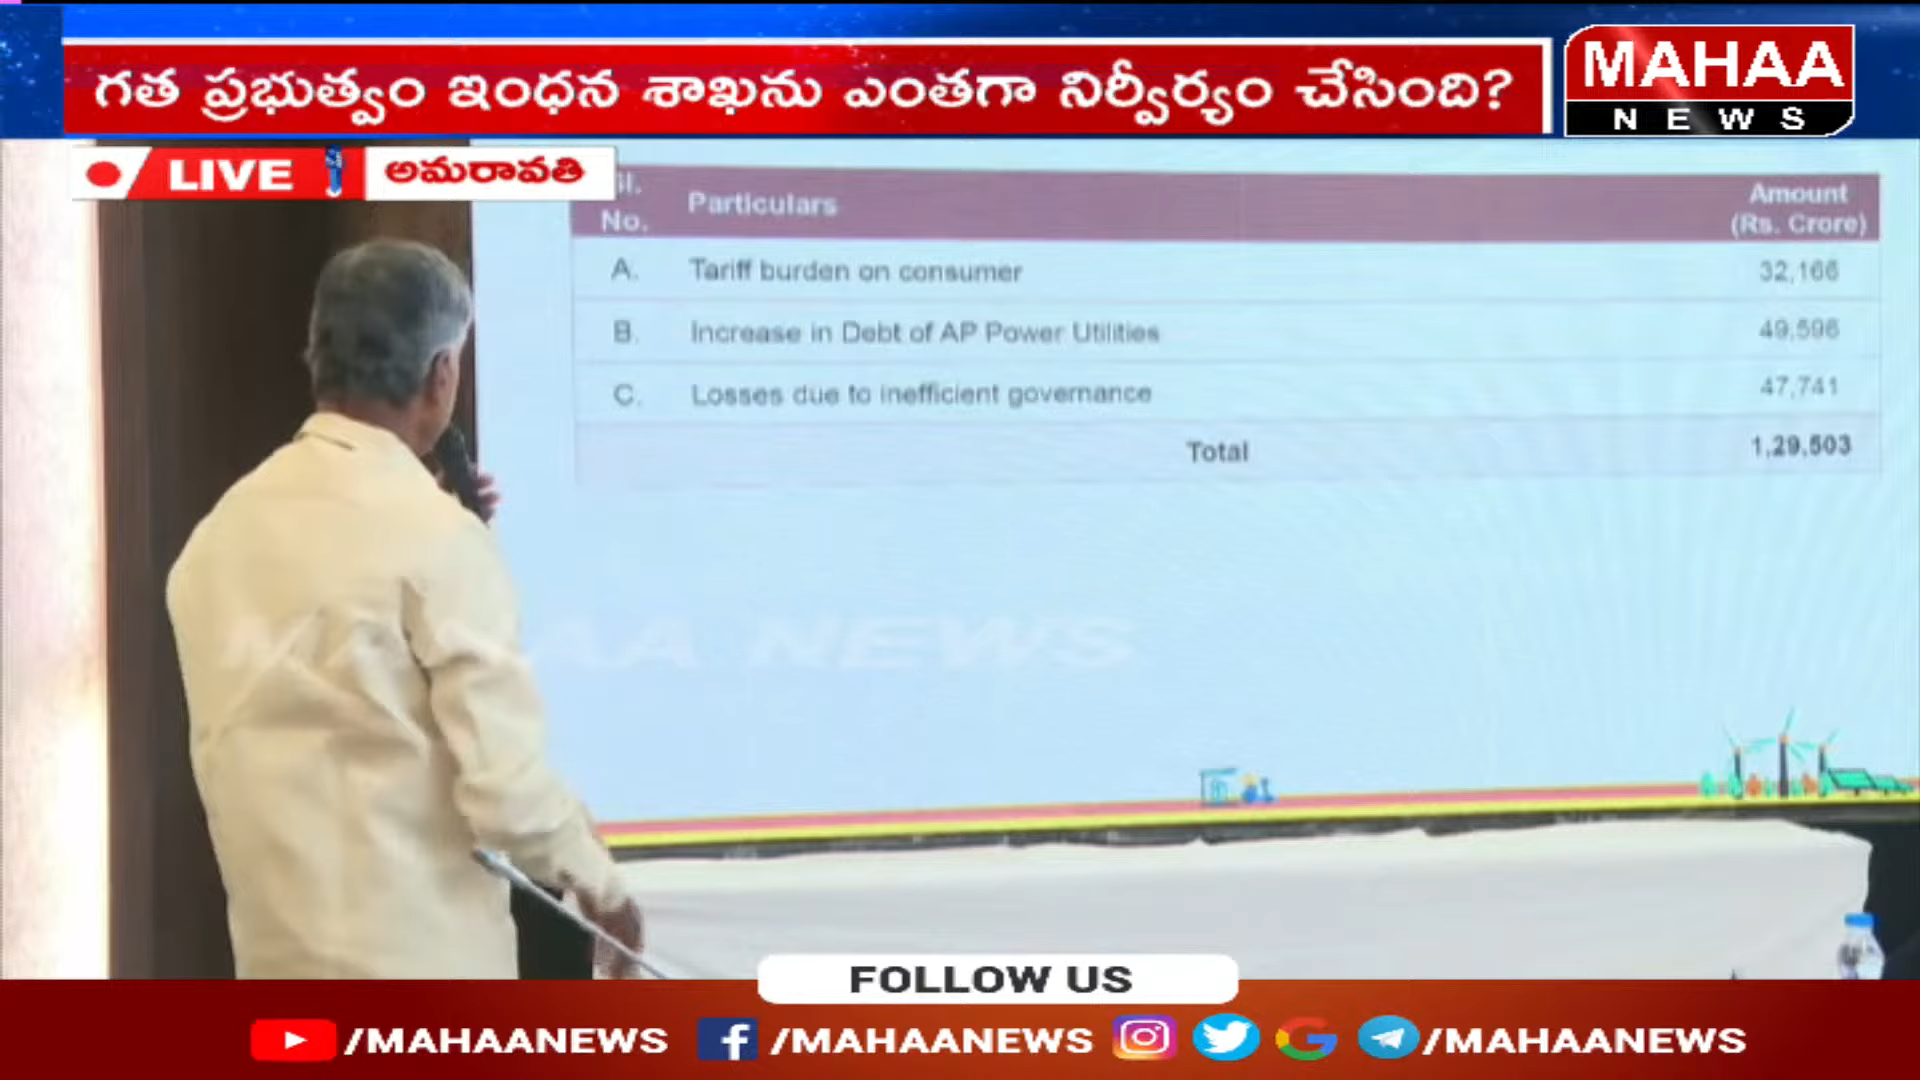 గత ప్రభుత్వం ఇంధన శాఖను ఎంతగా నిర్వీర్యం చేసింది?
MAHAA
NEWS
LIVE అమరావతి
Sl. No. Particulars Amount (Rs. Crore)
A. Tariff burden on consumer 32,166
B. Increase in Debt of AP Power Utilities 49,596
C. Losses due to inefficient governance 47,741
Total 1,29,503
MAHAA NEWS
FOLLOW US
/MAHAANEWS /MAHAANEWS /MAHAANEWS